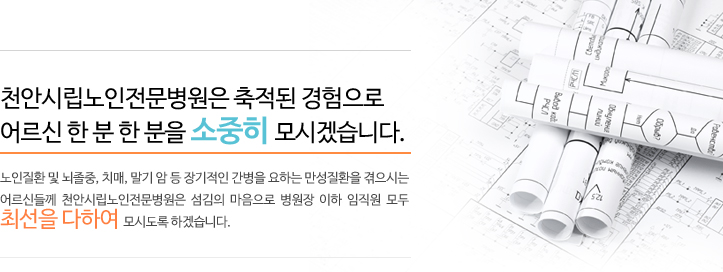 천안시립노인전문병원은 축적된 경험으로
어르신 한 분 한 분을 소중히 모시겠습니다.
노인질환 및 뇌졸중, 치매, 말기 암 등 장기적인 간병을 요하는 만성질환을 겪으시는
어르신들께 천안시립노인전문병원은 섬김의 마음으로 병원장 이하 임직원 모두
최선을 다하여 모시도록 하겠습니다.